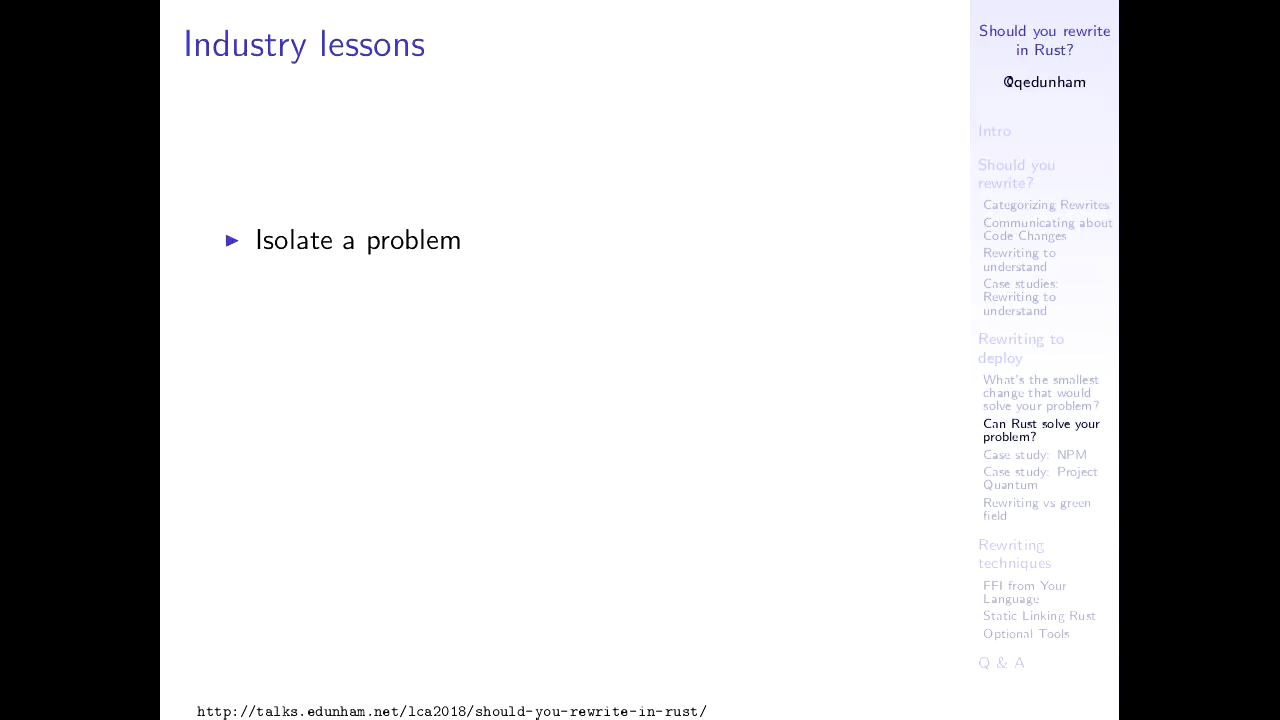 Industry lessons
Isolate a problem
http://talks.edunham.net/lca2018/should-you-rewrite-in-rust/
Should you rewrite
in Rust?
@qedunham
Intro
Should you
rewrite?
Categorizing Rewrites
Communicating about
Code Changes
Rewriting to
understand
Case studies:
Rewriting to
understand
Rewriting to
deploy
What's the smallest
change that would
solve your problem?
Can Rust solve your
problem?
Case study: NPM
Case study: Project
Quantum
Rewriting vs green
field
Rewriting
techniques
FFI from Your
Language
Static Linking Rust
Optional Tools
Q & A